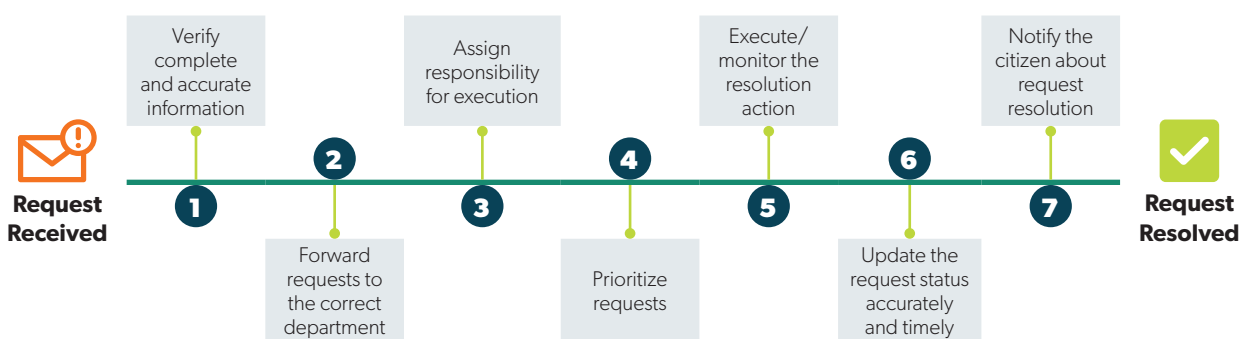 Request
Received
1
Verify
complete
and accurate
information
2
Forward
requests to
the correct
department
3
Assign
responsibility
for execution
4
Prioritize
requests
5
Execute/
monitor the
resolution
action
6
Update the
request status
accurately
and timely
7
Notify the
citizen about
request
resolution
Request
Resolved